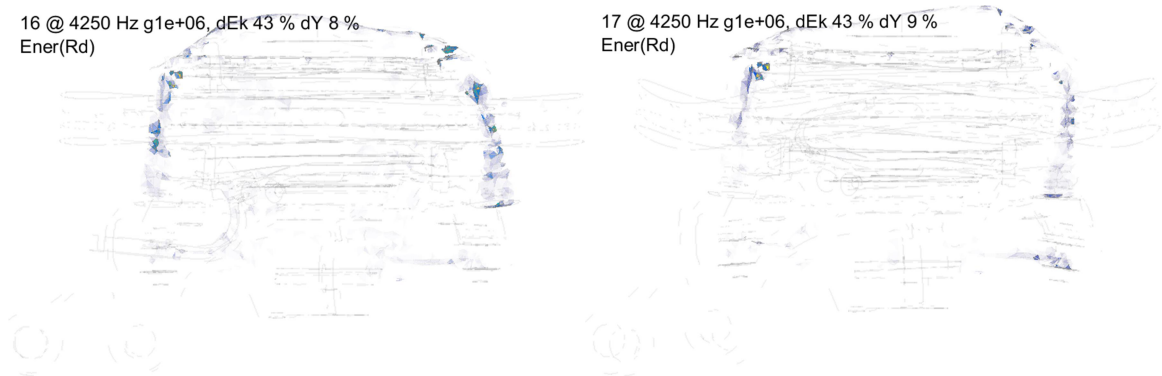 16 @ 4250 Hz g1e+06, dEk 43 % dY 8 %
Ener(Rd)
17 @ 4250 Hz g1e+06, dEk 43 % dY 9 %
Ener(Rd)